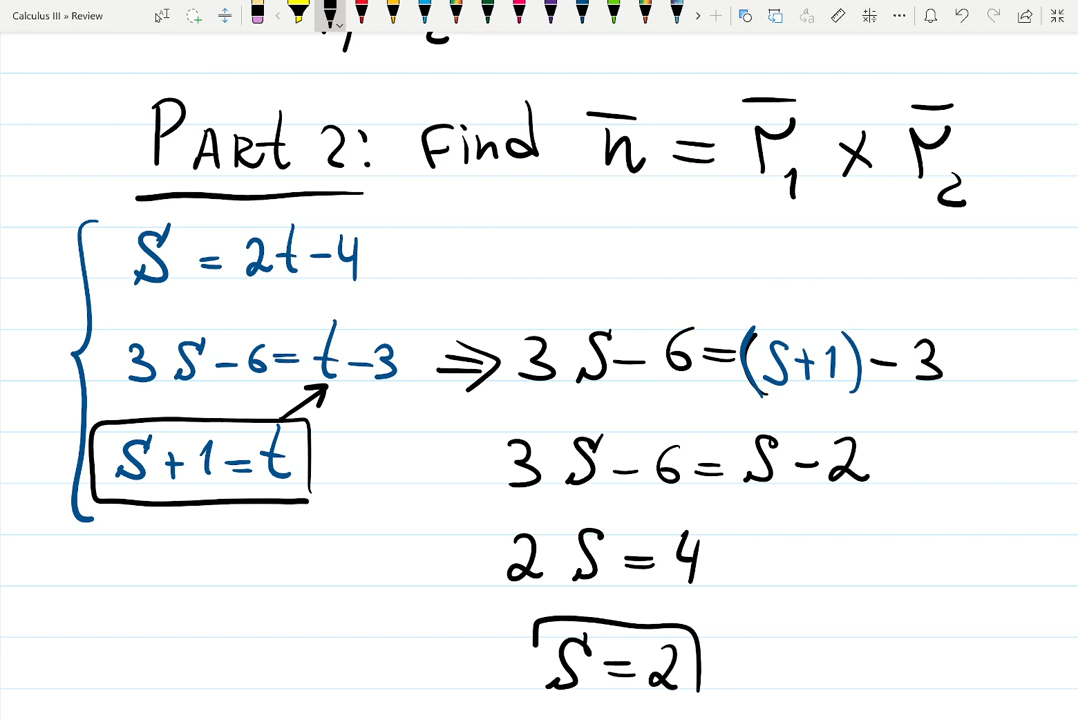 Calculus III » Review
PART 2: Find n̅ = r̅₁ × r̅₂
S = 2t-4
3S-6=t-3 ⇒ 3S-6=(S+1)-3
S+1=t
3S-6=S-2
2S=4
S=2